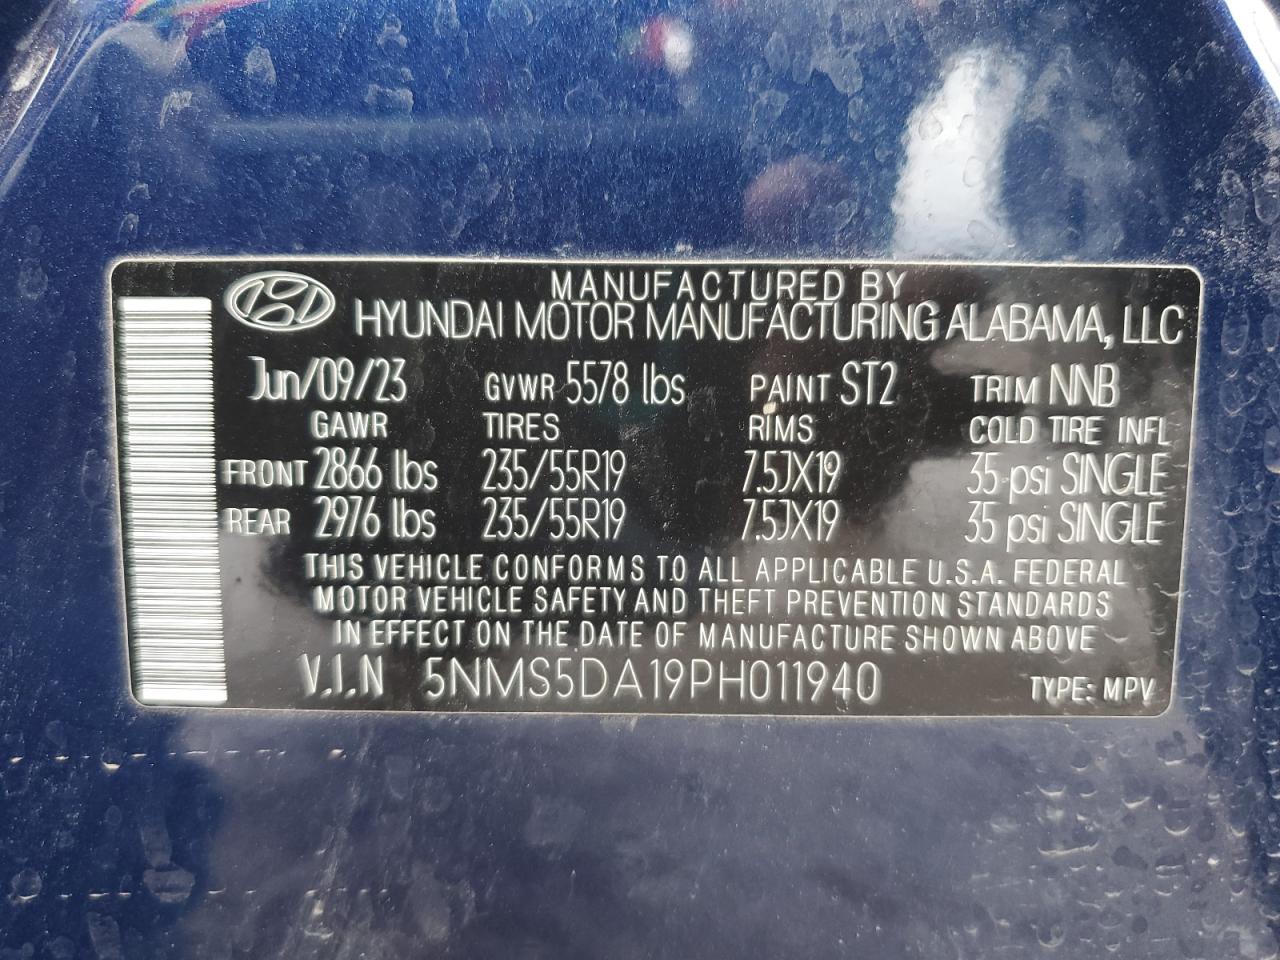 MANUFACTURED BY
HYUNDAI MOTOR MANUFACTURING ALABAMA, LLC
Jun/09/23 GVWR 5578 lbs PAINT ST2 TRIM NNB
GAWR TIRES RIMS COLD TIRE INFL
FRONT 2866 lbs 235/55R19 7.5JX19 35 psi SINGLE
REAR 2976 lbs 235/55R19 7.5JX19 35 psi SINGLE
THIS VEHICLE CONFORMS TO ALL APPLICABLE U.S.A. FEDERAL
MOTOR VEHICLE SAFETY AND THEFT PREVENTION STANDARDS
IN EFFECT ON THE DATE OF MANUFACTURE SHOWN ABOVE
V.I.N 5NMS5DA19PH011940 TYPE: MPV